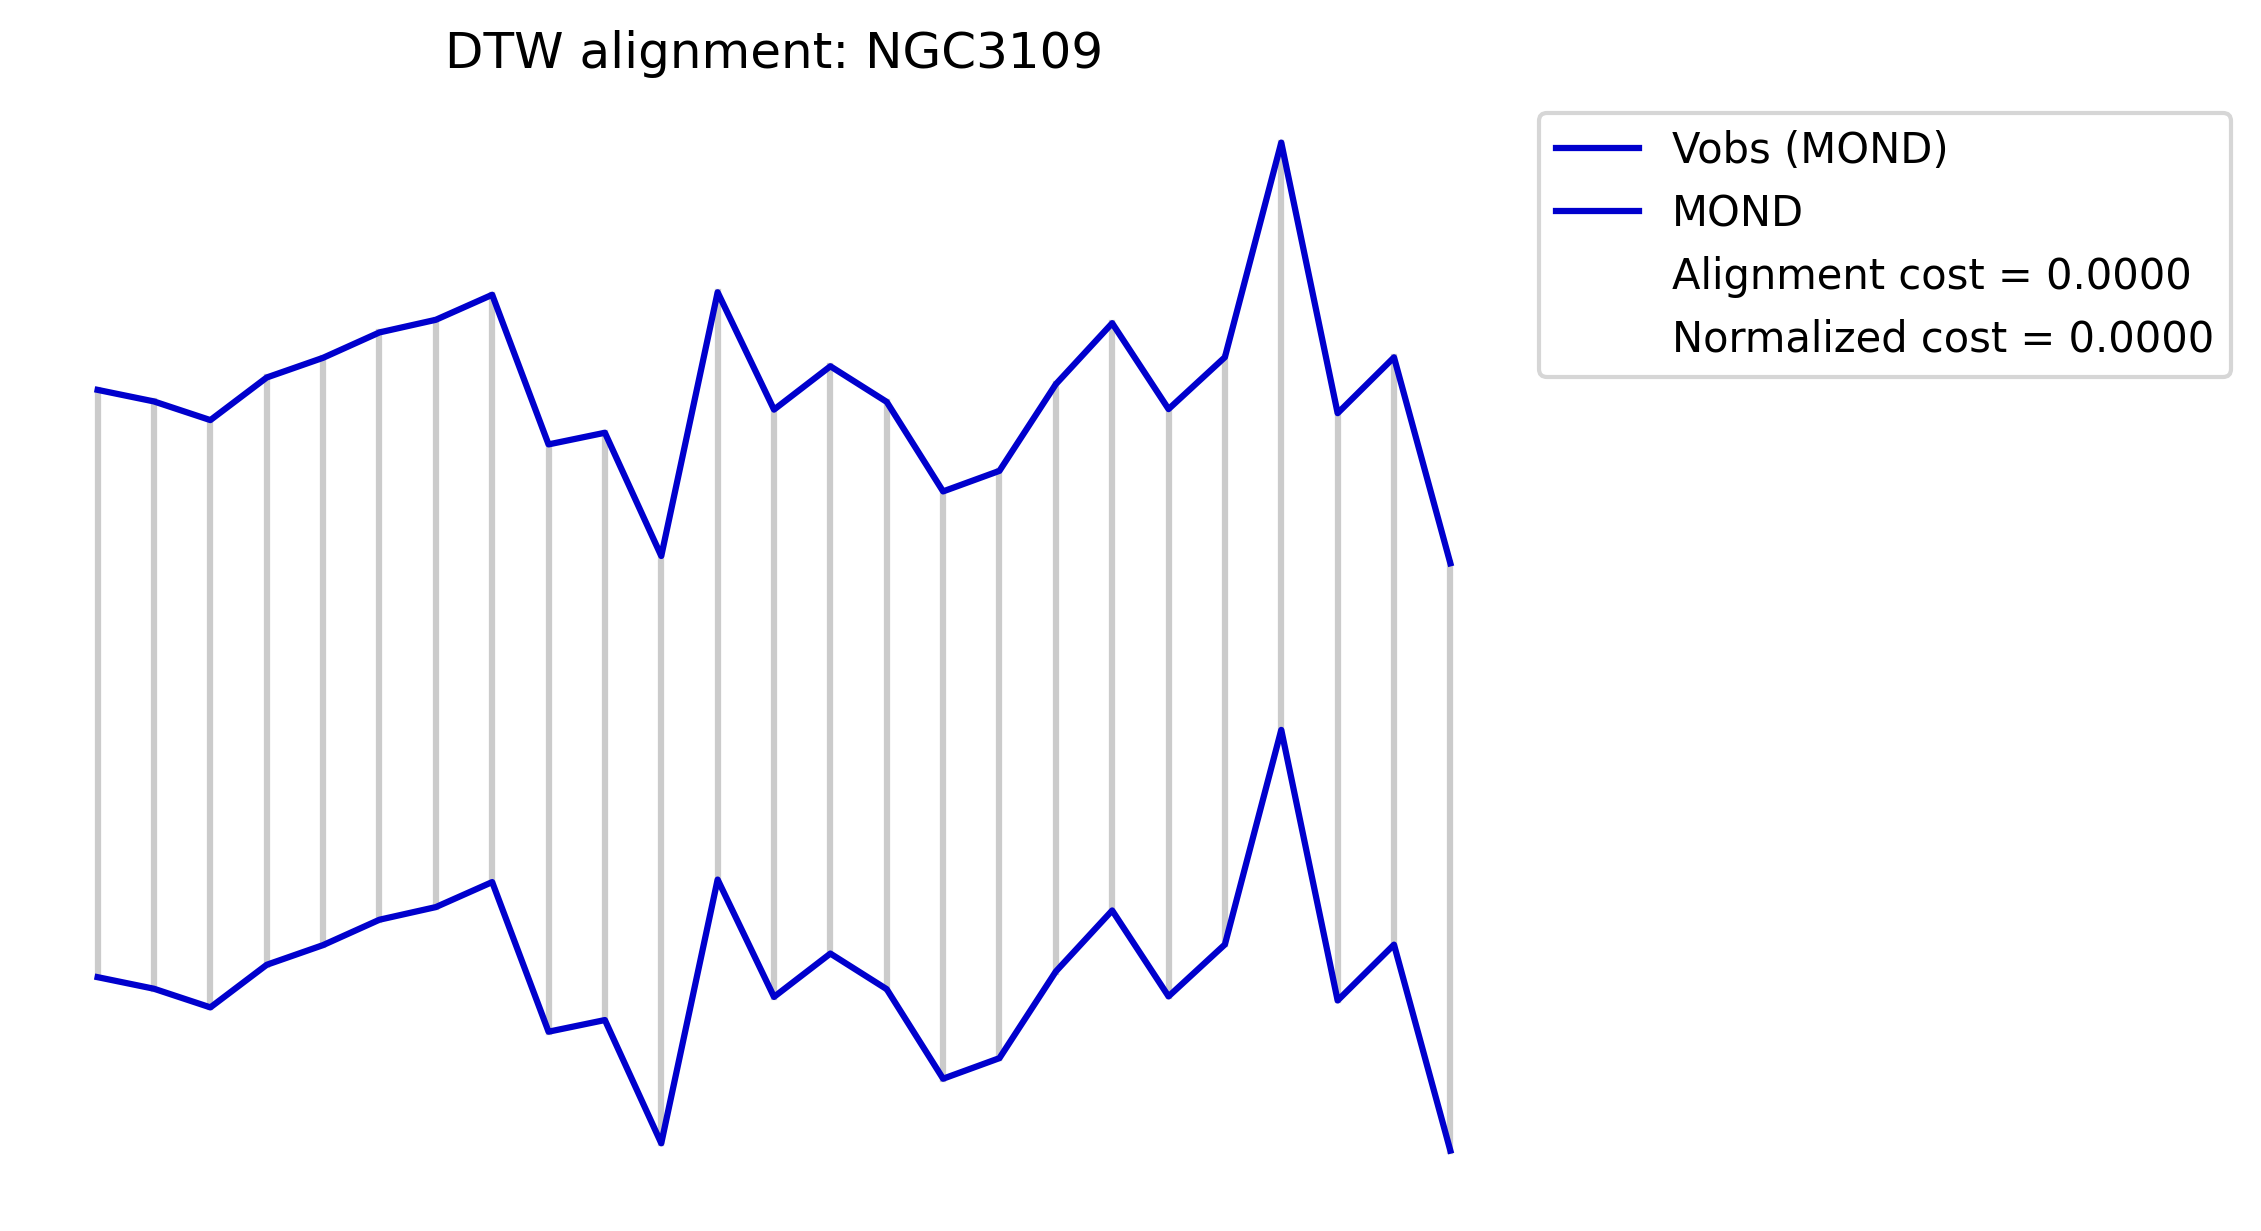 DTW alignment: NGC3109
Vobs (MOND)
MOND
Alignment cost = 0.0000
Normalized cost = 0.0000